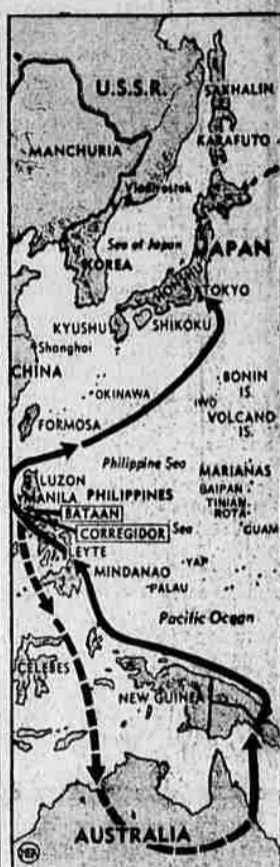 U.S.S.R.
SAKHALIN
KARAFUTO
MANCHURIA
Vladivostok
Sea of Japan
JAPAN
KOREA
HONSHU
TOKYO
KYUSHU
SHIKOKU
Shanghai
CHINA
OKINAWA
BONIN
IS.
IWO
VOLCANO
IS.
FORMOSA
Philippine Sea
MARIANAS
LUZON
MANILA
PHILIPPINES
SAIPAN
TINIAN
ROTA
BATAAN
CORREGIDOR
Sea
GUAM
LEYTE
YAP
MINDANAO
PALAU
Pacific Ocean
CELEBES
NEW GUINEA
AUSTRALIA